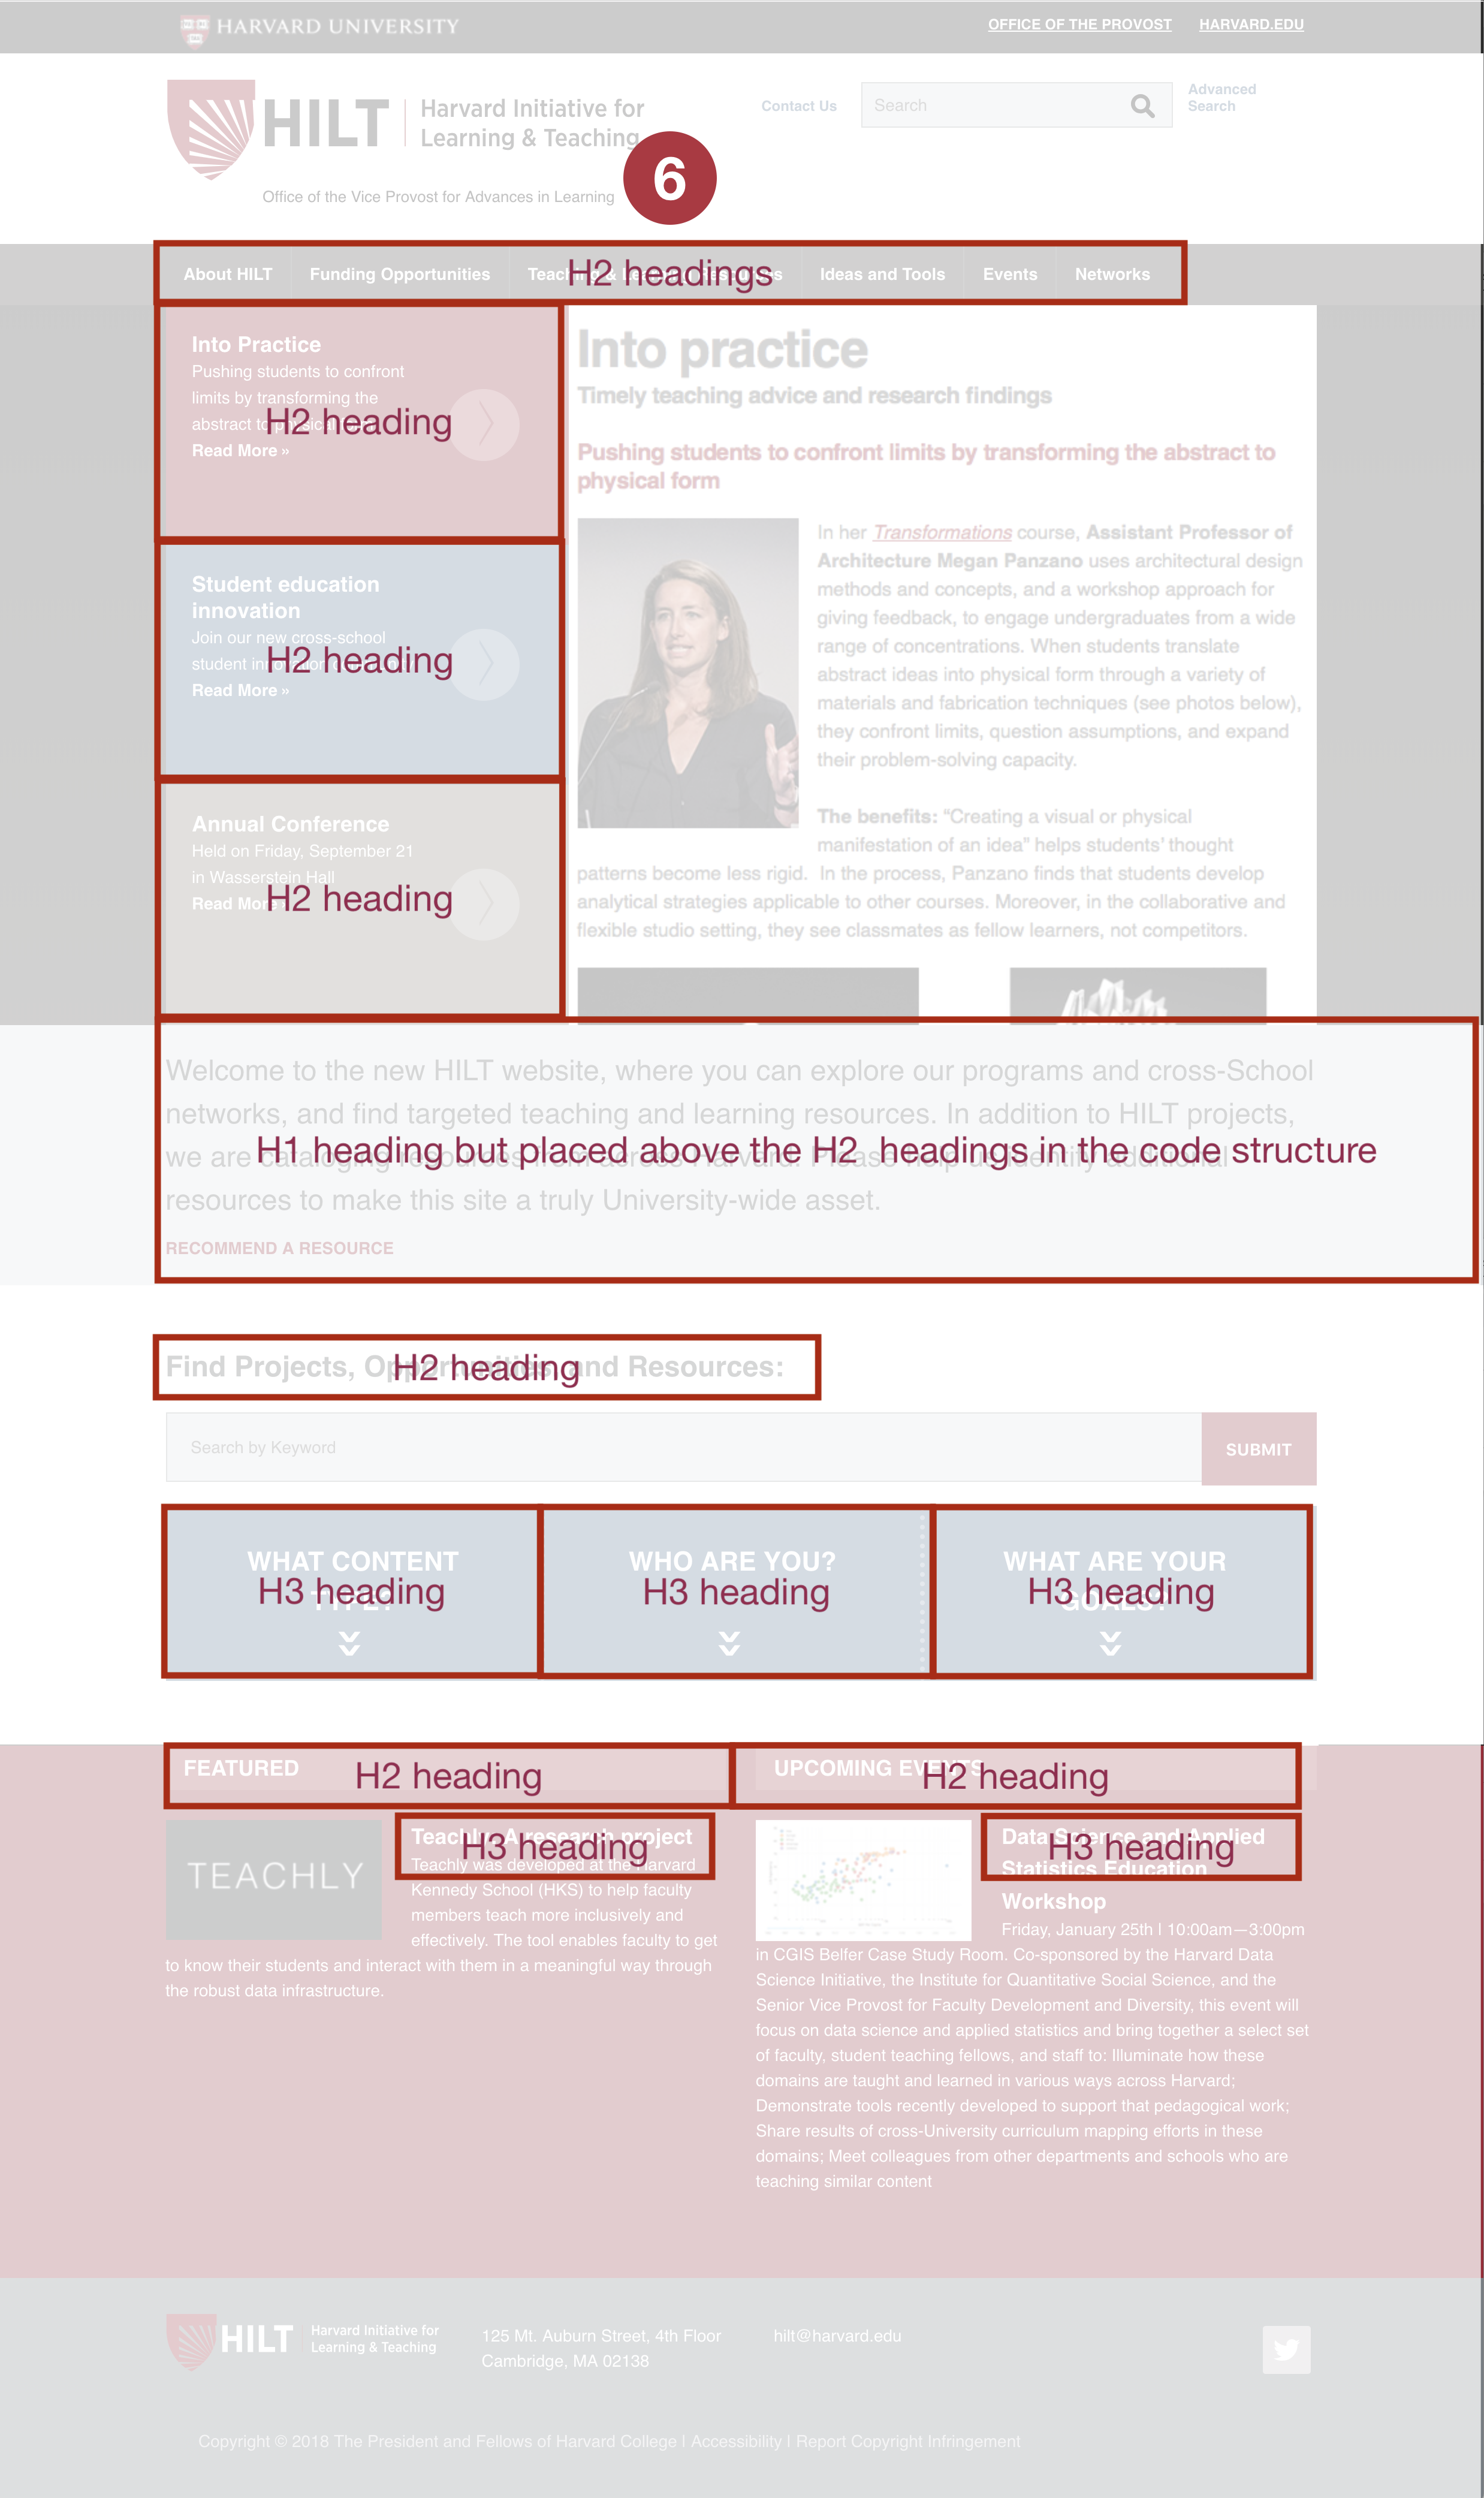 HARVARD UNIVERSITY
OFFICE OF THE PROVOST
HARVARD.EDU
HILT
Harvard Initiative for
Learning & Teaching
Office of the Vice Provost for Advances in Learning
6
Contact Us
Search
Advanced
Search
About HILT
Funding Opportunities
Teaching & Learning Resources
Ideas and Tools
Events
Networks
H2 headings
Into Practice
Pushing students to confront
limits by transforming the
abstract to physical
Read More »
H2 heading
Student education
innovation
Join our new cross-school
student innovation
Read More »
H2 heading
Annual Conference
Held on Friday, September 21
in Wasserstein Hall
Read More »
H2 heading
Into practice
Timely teaching advice and research findings
Pushing students to confront limits by transforming the abstract to
physical form
In her Transformations course, Assistant Professor of
Architecture Megan Panzano uses architectural design
methods and concepts, and a workshop approach for
giving feedback, to engage undergraduates from a wide
range of concentrations. When students translate
abstract ideas into physical form through a variety of
materials and fabrication techniques (see photos below),
they confront limits, question assumptions, and expand
their problem-solving capacity.
The benefits: “Creating a visual or physical
manifestation of an idea” helps students’ thought
patterns become less rigid. In the process, Panzano finds that students develop
analytical strategies applicable to other courses. Moreover, in the collaborative and
flexible studio setting, they see classmates as fellow learners, not competitors.
Welcome to the new HILT website, where you can explore our programs and cross-School
networks, and find targeted teaching and learning resources. In addition to HILT projects,
we are cataloging resources from across Harvard. Please help us identify additional
H1 heading but placed above the H2 headings in the code structure
resources to make this site a truly University-wide asset.
RECOMMEND A RESOURCE
Find Projects, Opportunities and Resources:
H2 heading
Search by Keyword
SUBMIT
WHAT CONTENT
TYPE?
H3 heading
WHO ARE YOU?
H3 heading
WHAT ARE YOUR
GOALS?
H3 heading
FEATURED
H2 heading
TEACHLY
Teachly: A research project
H3 heading
Teachly was developed at the Harvard
Kennedy School (HKS) to help faculty
members teach more inclusively and
effectively. The tool enables faculty to get
to know their students and interact with them in a meaningful way through
the robust data infrastructure.
UPCOMING EVENTS
H2 heading
Data Science and Applied
H3 heading
Statistics Education
Workshop
Friday, January 25th | 10:00am—3:00pm
in CGIS Belfer Case Study Room. Co-sponsored by the Harvard Data
Science Initiative, the Institute for Quantitative Social Science, and the
Senior Vice Provost for Faculty Development and Diversity, this event will
focus on data science and applied statistics and bring together a select set
of faculty, student teaching fellows, and staff to: Illuminate how these
domains are taught and learned in various ways across Harvard;
Demonstrate tools recently developed to support that pedagogical work;
Share results of cross-University curriculum mapping efforts in these
domains; Meet colleagues from other departments and schools who are
teaching similar content
HILT
Harvard Initiative for
Learning & Teaching
125 Mt. Auburn Street, 4th Floor
Cambridge, MA 02138
hilt@harvard.edu
Copyright © 2018 The President and Fellows of Harvard College | Accessibility | Report Copyright Infringement